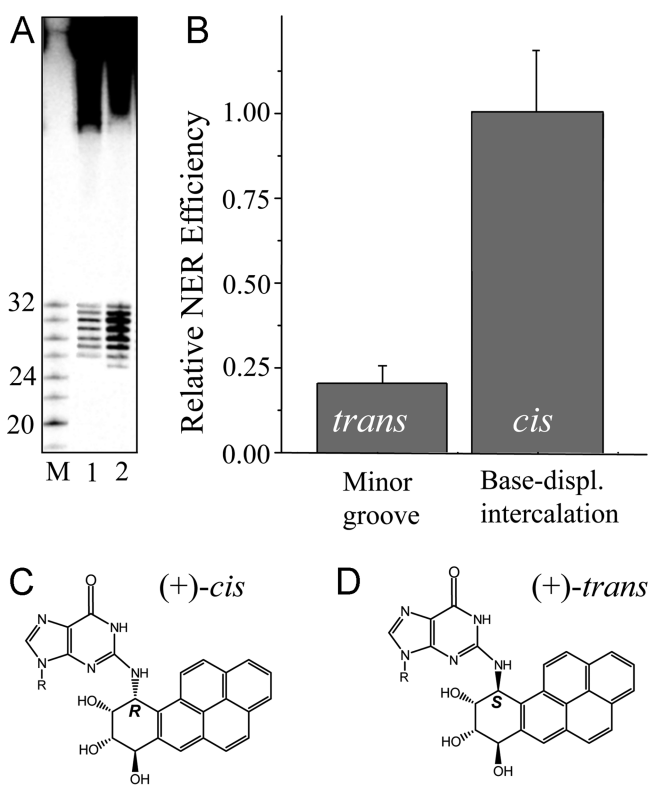 A
32
24
20
M 1 2
B
Relative NER Efficiency
1.00
0.75
0.50
0.25
0.00
trans
cis
Minor
groove
Base-displ.
intercalation
C
(+)-cis
O
N
NH
N
N
R
NH
HO
R
HO
OH
D
(+)-trans
O
N
NH
N
N
R
NH
HO
S
HO
OH